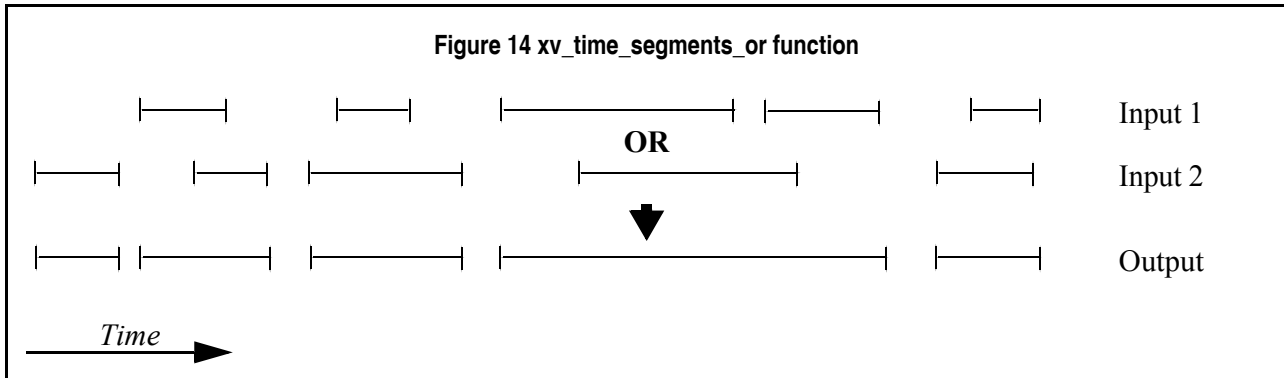 Figure 14 xv_time_segments_or function
Input 1
OR
Input 2
Output
Time